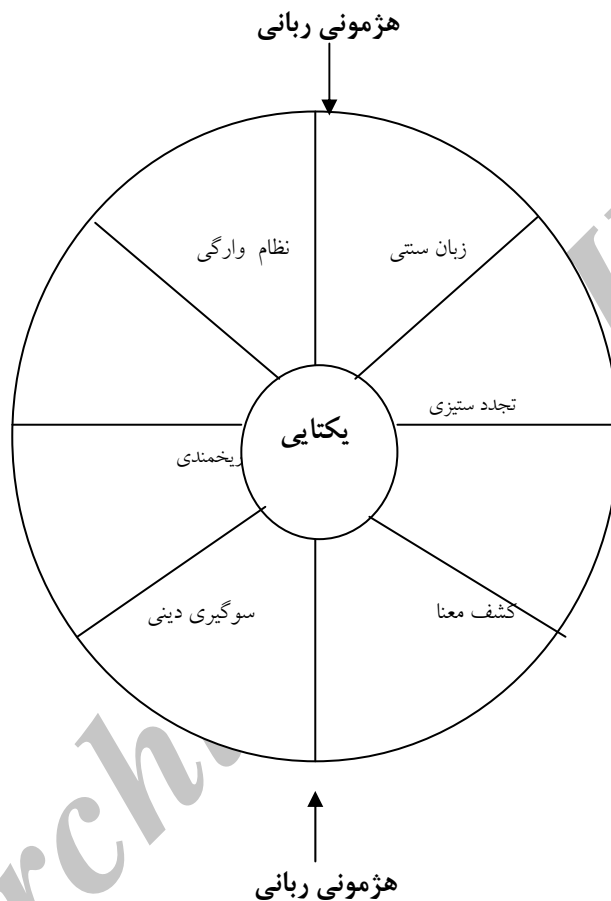 هژمونی ربانی
زبان سنتی
نظام وارگی
تجدد ستیزی
یکتایی
ریخمندی
کشف معنا
سوگیری دینی
هژمونی ربانی